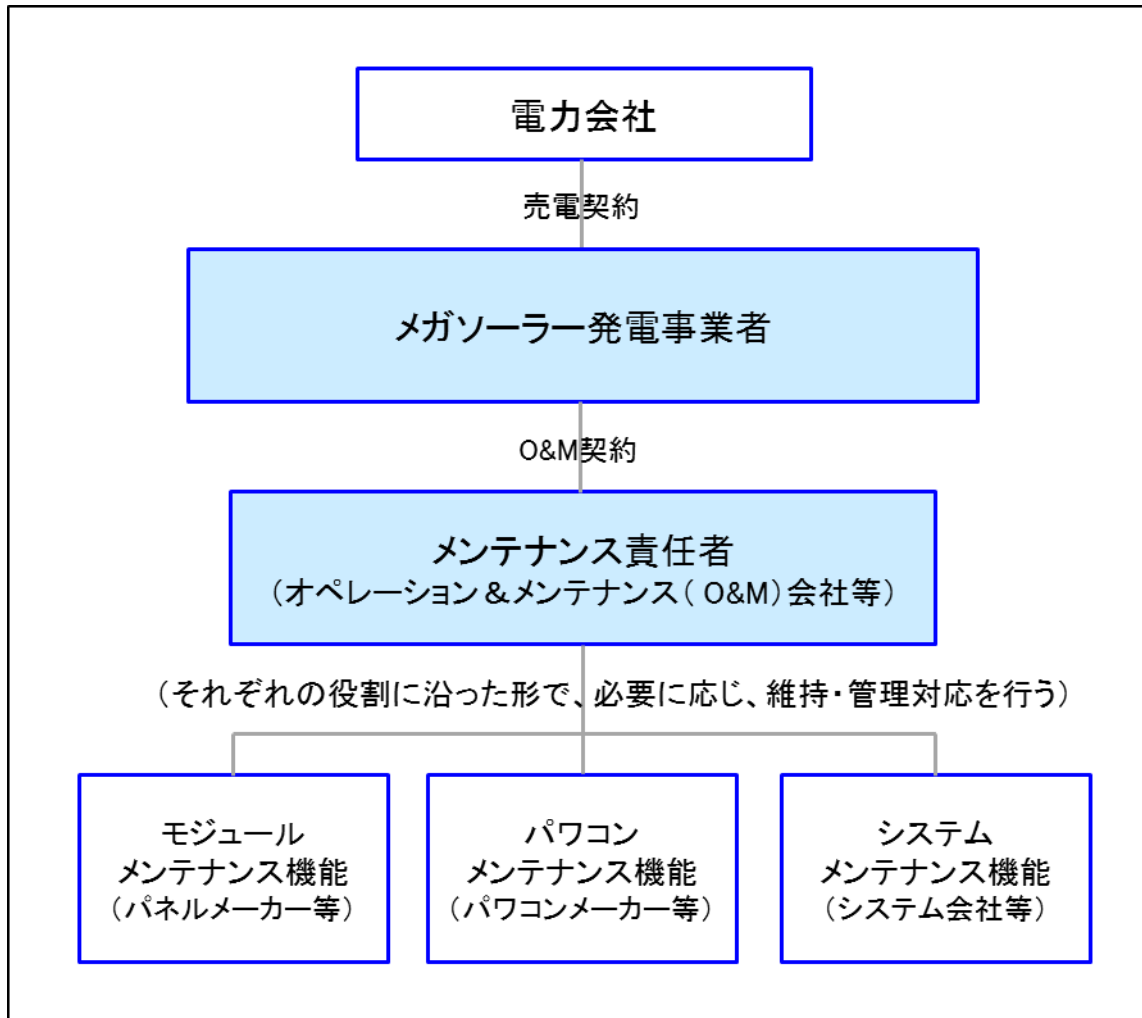 電力会社
売電契約
メガソーラー発電事業者
O&M契約
メンテナンス責任者
（オペレーション＆メンテナンス（ O&M）会社等）
（それぞれの役割に沿った形で、必要に応じ、維持・管理対応を行う）
モジュール
メンテナンス機能
（パネルメーカー等）
パワコン
メンテナンス機能
（パワコンメーカー等）
システム
メンテナンス機能
（システム会社等）